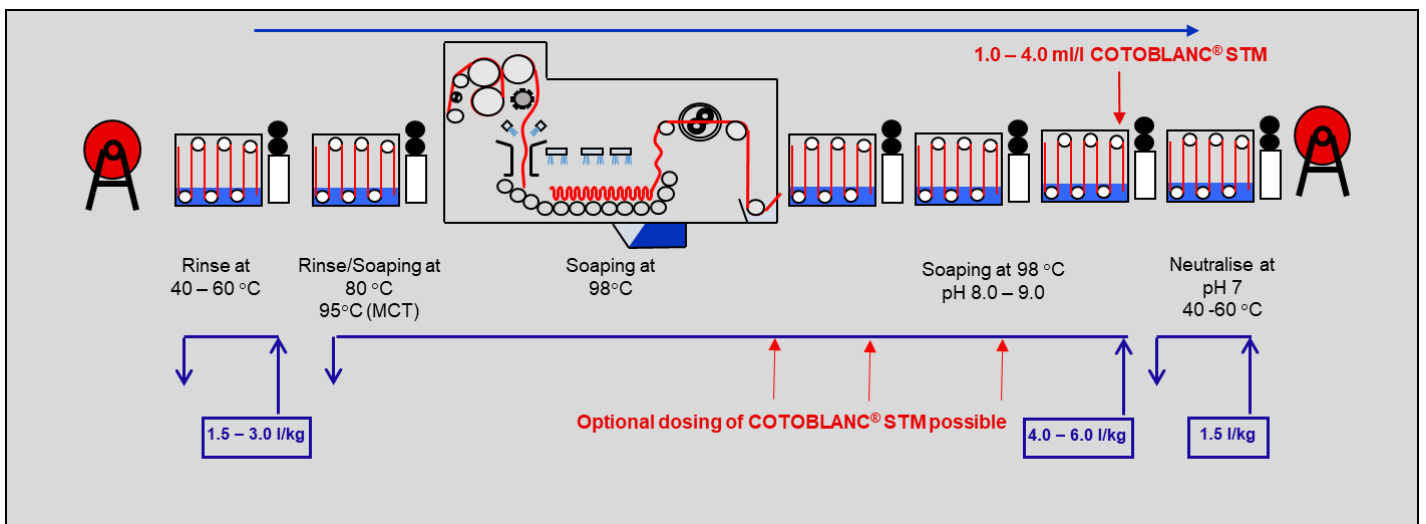 1.0 – 4.0 ml/l COTOBLANC® STM
Rinse at
40 – 60 °C
Rinse/Soaping at
80 °C
95°C (MCT)
Soaping at
98°C
Soaping at 98 °C
pH 8.0 – 9.0
Neutralise at
pH 7
40 -60 °C
Optional dosing of COTOBLANC® STM possible
1.5 – 3.0 l/kg
4.0 – 6.0 l/kg
1.5 l/kg